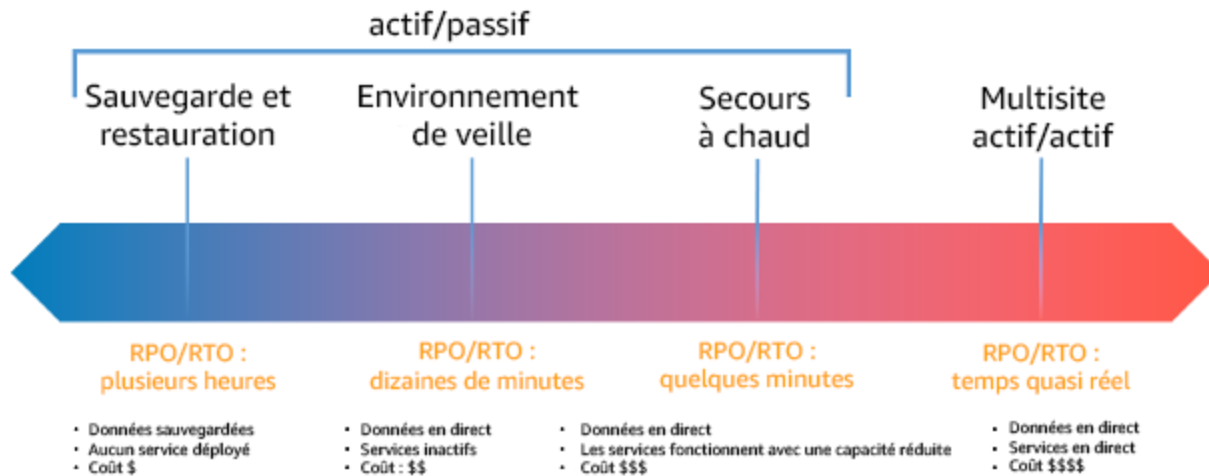 actif/passif
Sauvegarde et
restauration
Environnement
de veille
Secours
à chaud
Multisite
actif/actif
RPO/RTO :
plusieurs heures
RPO/RTO :
dizaines de minutes
RPO/RTO :
quelques minutes
RPO/RTO :
temps quasi réel
• Données sauvegardées
• Aucun service déployé
• Coût $
• Données en direct
• Services inactifs
• Coût : $$
• Données en direct
• Les services fonctionnent avec une capacité réduite
• Coût $$$
• Données en direct
• Services en direct
• Coût $$$$